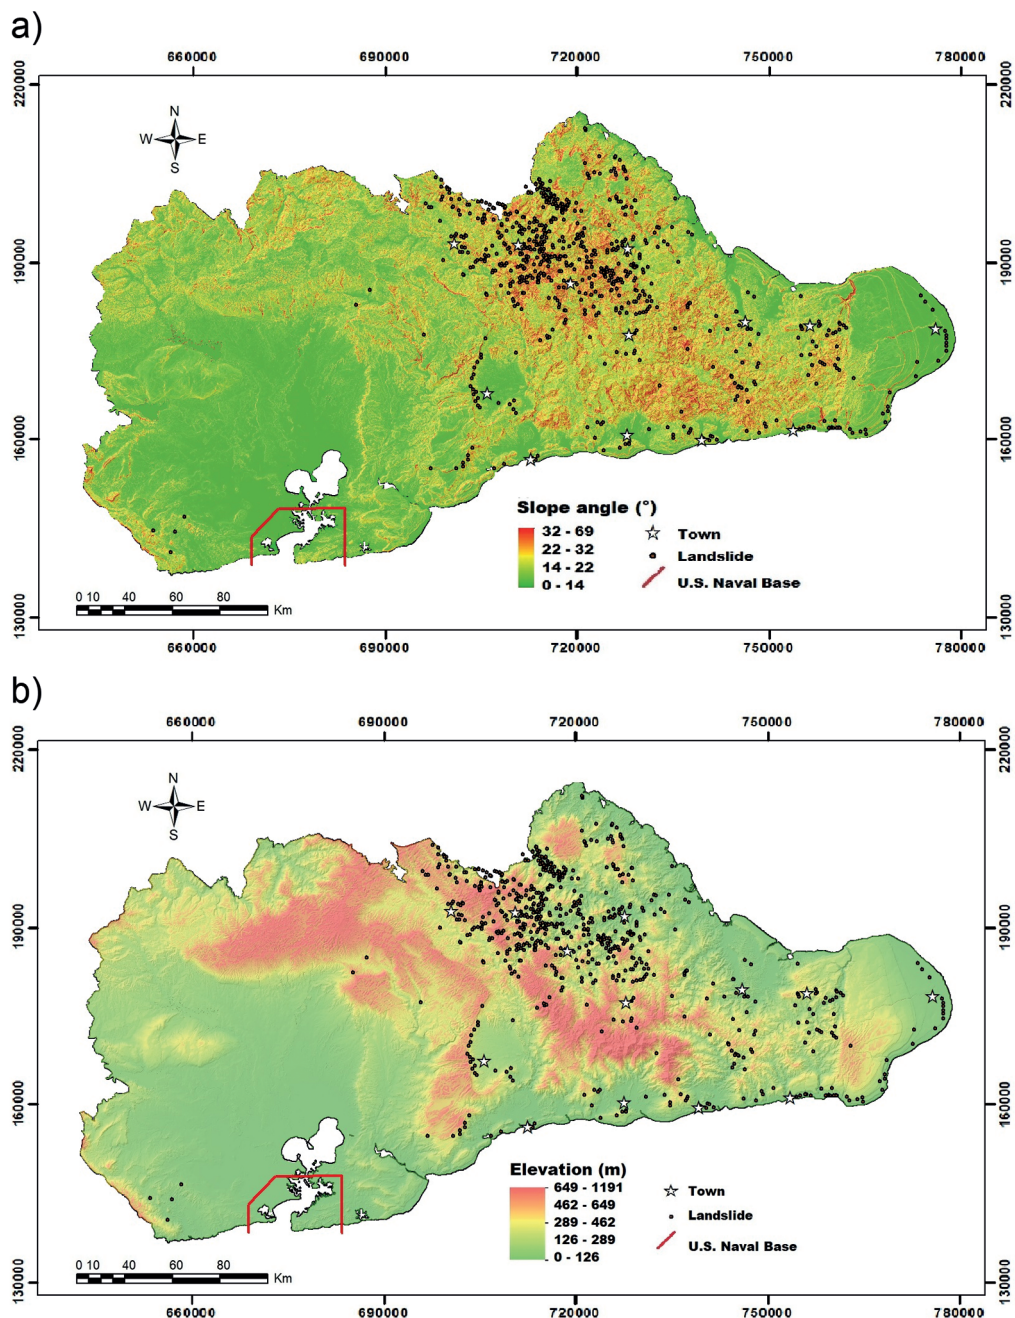 a)
660000 690000 720000 750000 780000
220000 220000
N
W E
S
190000 190000
160000 160000
Slope angle (°)
32 - 69
22 - 32
14 - 22
0 - 14
Town
Landslide
U.S. Naval Base
0 10 40 60 80
Km
130000 130000
660000 690000 720000 750000 780000
b)
660000 690000 720000 750000 780000
220000 220000
N
W E
S
190000 190000
160000 160000
Elevation (m)
649 - 1191
462 - 649
289 - 462
126 - 289
0 - 126
Town
Landslide
U.S. Naval Base
0 10 40 60 80
Km
130000 130000
660000 690000 720000 750000 780000